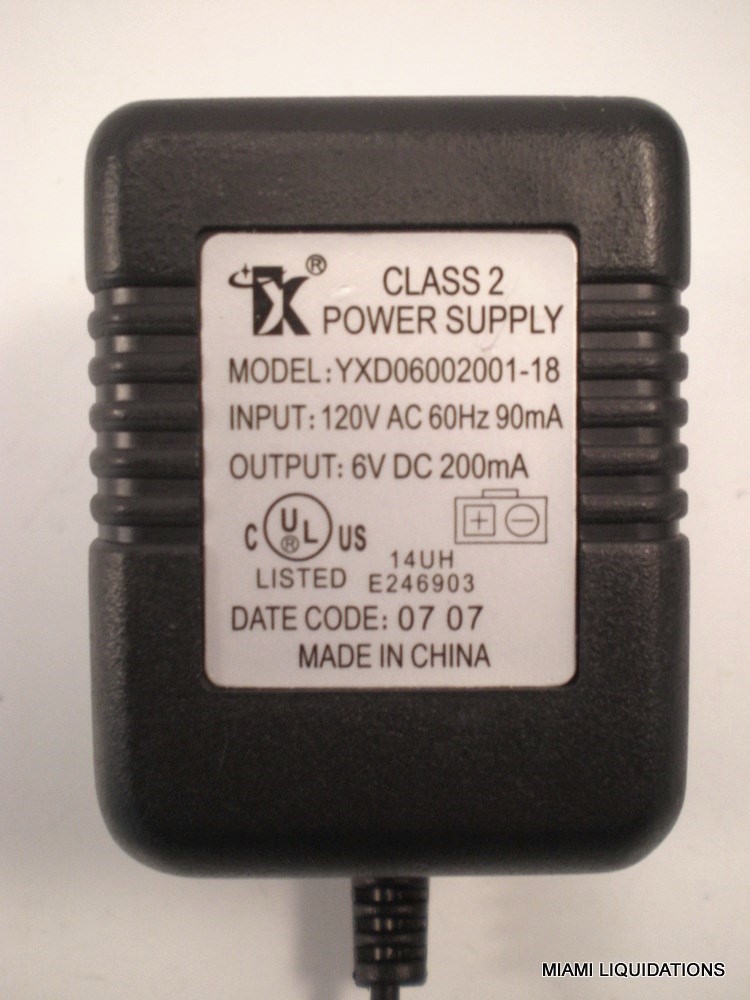 X ®
CLASS 2
POWER SUPPLY
MODEL: YXD06002001-18
INPUT: 120V AC 60Hz 90mA
OUTPUT: 6V DC 200mA
C UL ® US
LISTED
14UH
E246903
+ −
DATE CODE: 07 07
MADE IN CHINA
MIAMI LIQUIDATIONS